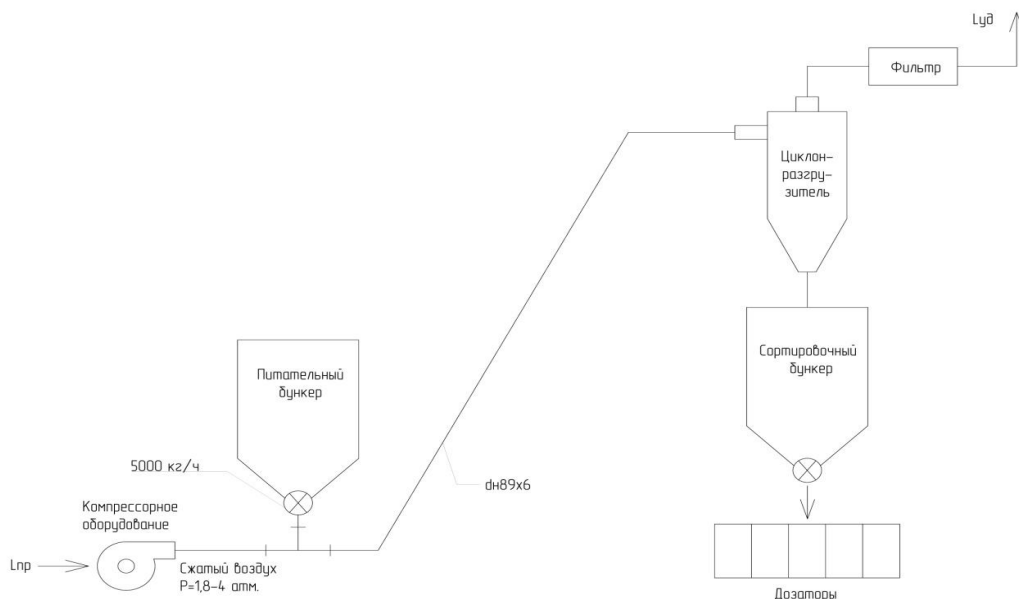 Lуд
Фильтр
Циклон-
разгру-
зитель
Питательный
бункер
Сортировочный
бункер
5000 кг/ч
dн89х6
Компрессорное
оборудование
Lпр
Сжатый воздух
Р=1,8-4 атм.
Дозаторы